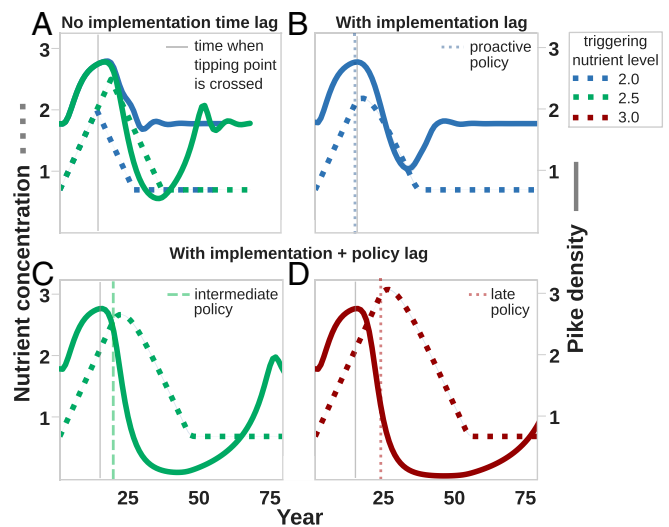 A No implementation time lag
B With implementation lag
3
2
1
time when
tipping point
is crossed
proactive
policy
3
2
1
triggering
nutrient level
2.0
2.5
3.0
Nutrient concentration
Pike density
With implementation + policy lag
C
D
3
2
1
intermediate
policy
late
policy
3
2
1
25 50 75
25 50 75
Year